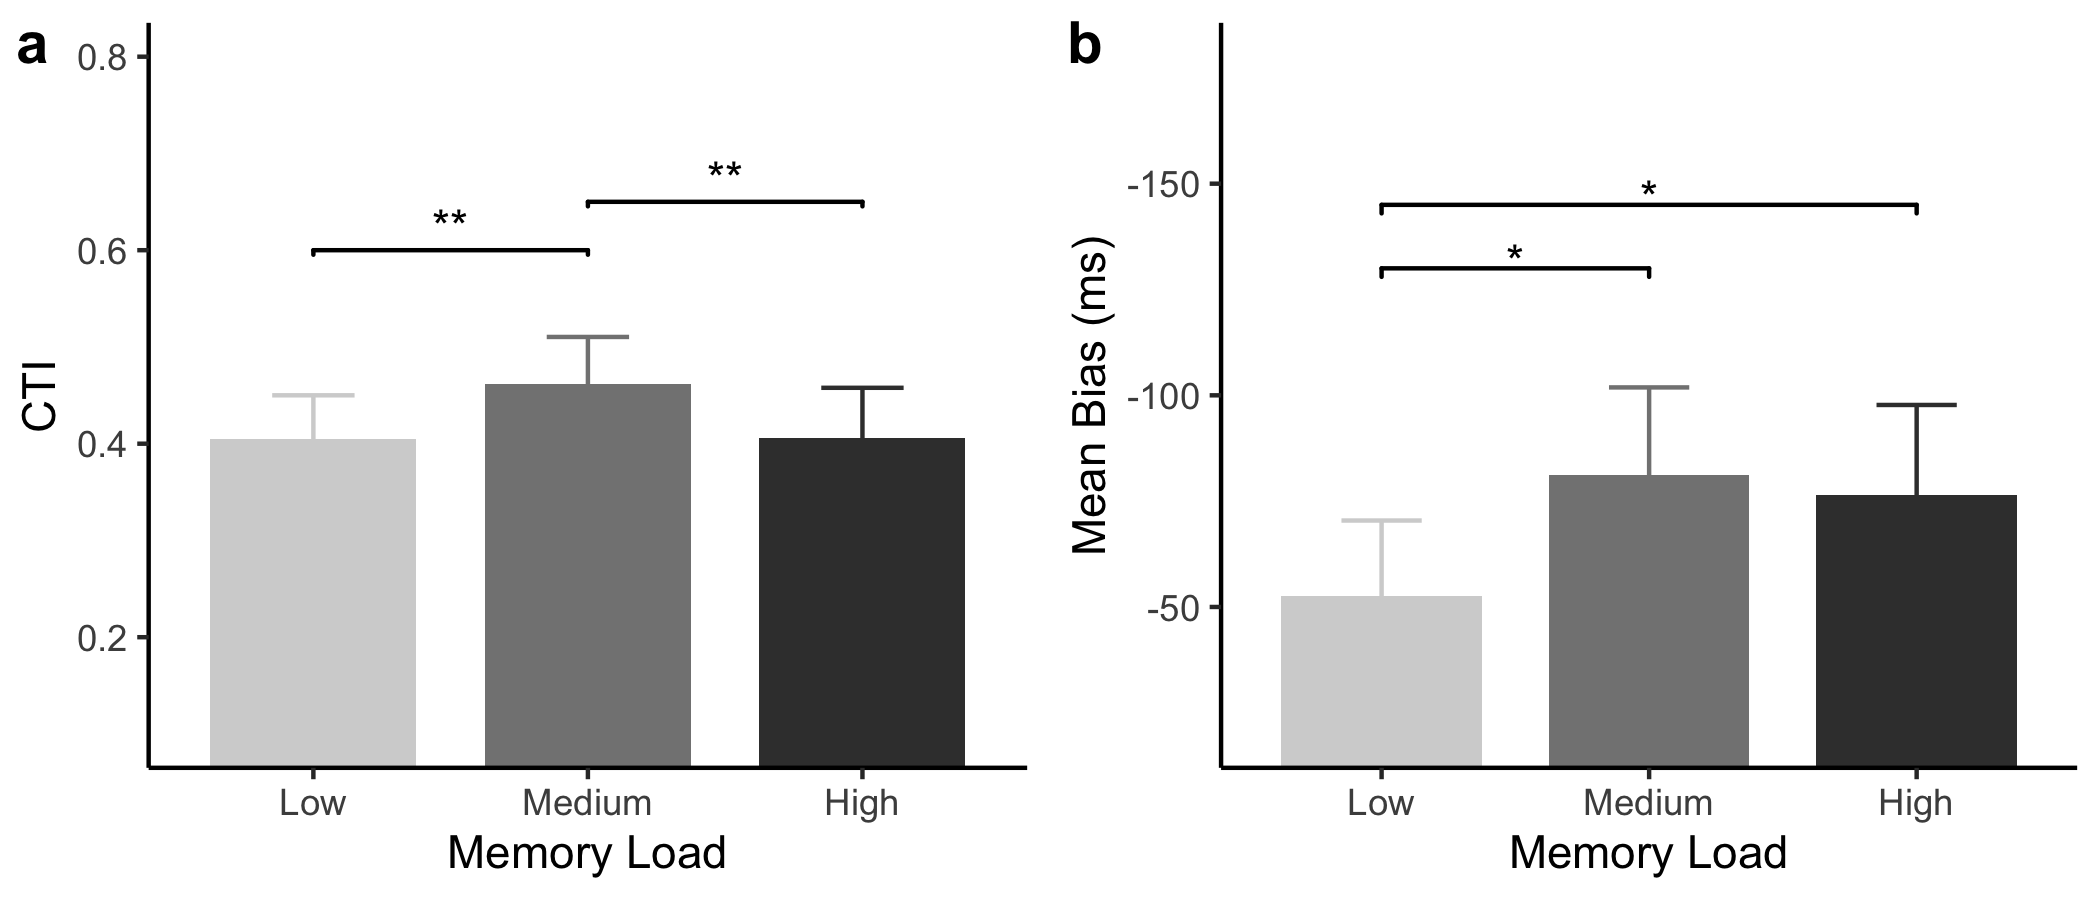 a
0.8
0.6
0.4
0.2
CTI
**
**
Low Medium High
Memory Load
b
-150
-100
-50
Mean Bias (ms)
*
*
Low Medium High
Memory Load